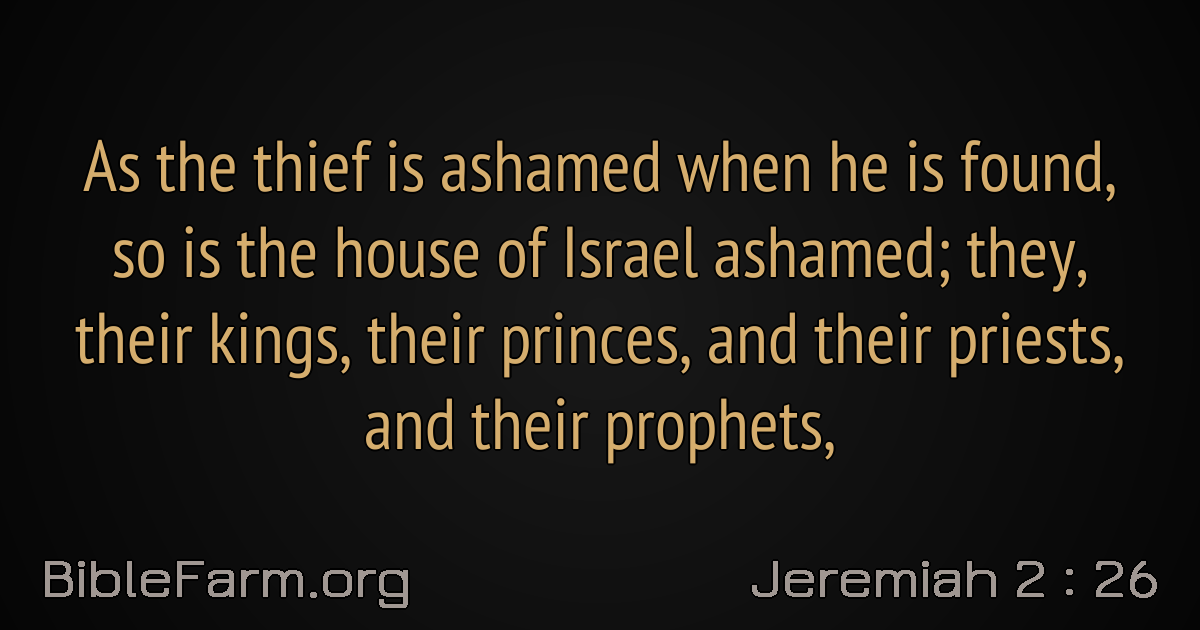 As the thief is ashamed when he is found,
so is the house of Israel ashamed; they,
their kings, their princes, and their priests,
and their prophets,
BibleFarm.org
Jeremiah 2 : 26